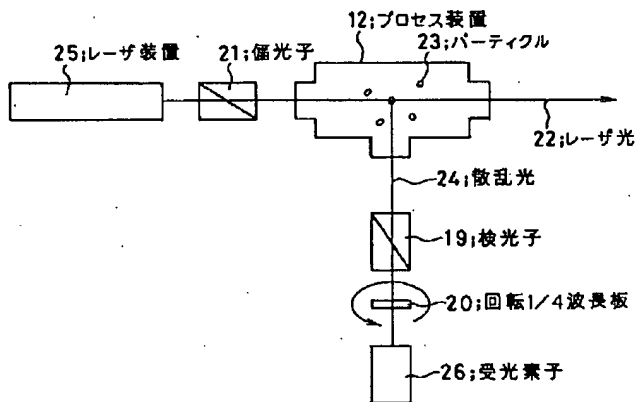 12;プロセス装置
23;パーティクル
21;偏光子
25;レーザ装置
22;レーザ光
24;散乱光
19;検光子
20;回転1/4波長板
26;受光素子